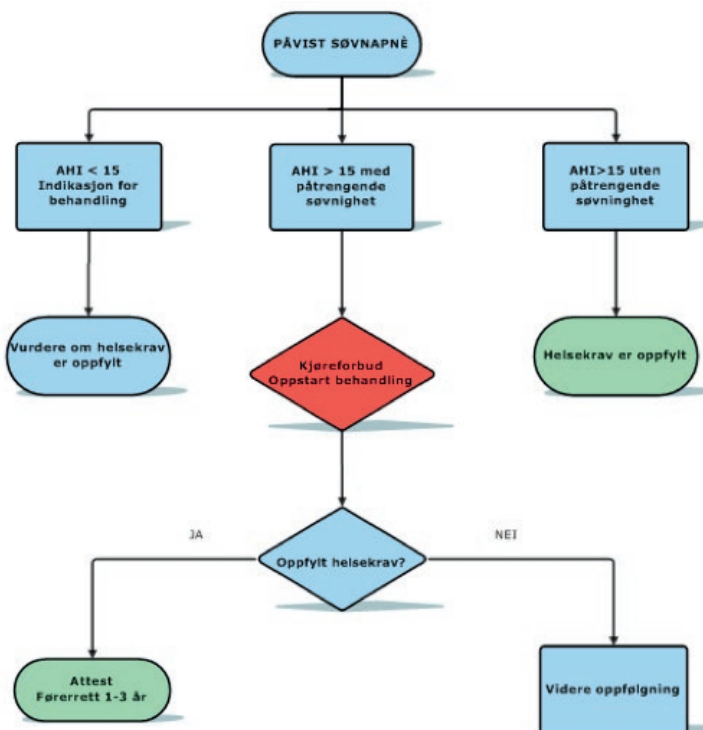 PÅVIST SØVNAPNÈ
AHI < 15
Indikasjon for
behandling
AHI > 15 med
påtrengende
søvnighet
AHI>15 uten
påtrengende
søvninghet
Vurdere om helsekrav
er oppfylt
Kjøreforbud
Oppstart behandling
Helsekrav er oppfylt
JA
NEI
Oppfylt helsekrav?
Attest
Førerrett 1-3 år
Videre oppfølgning